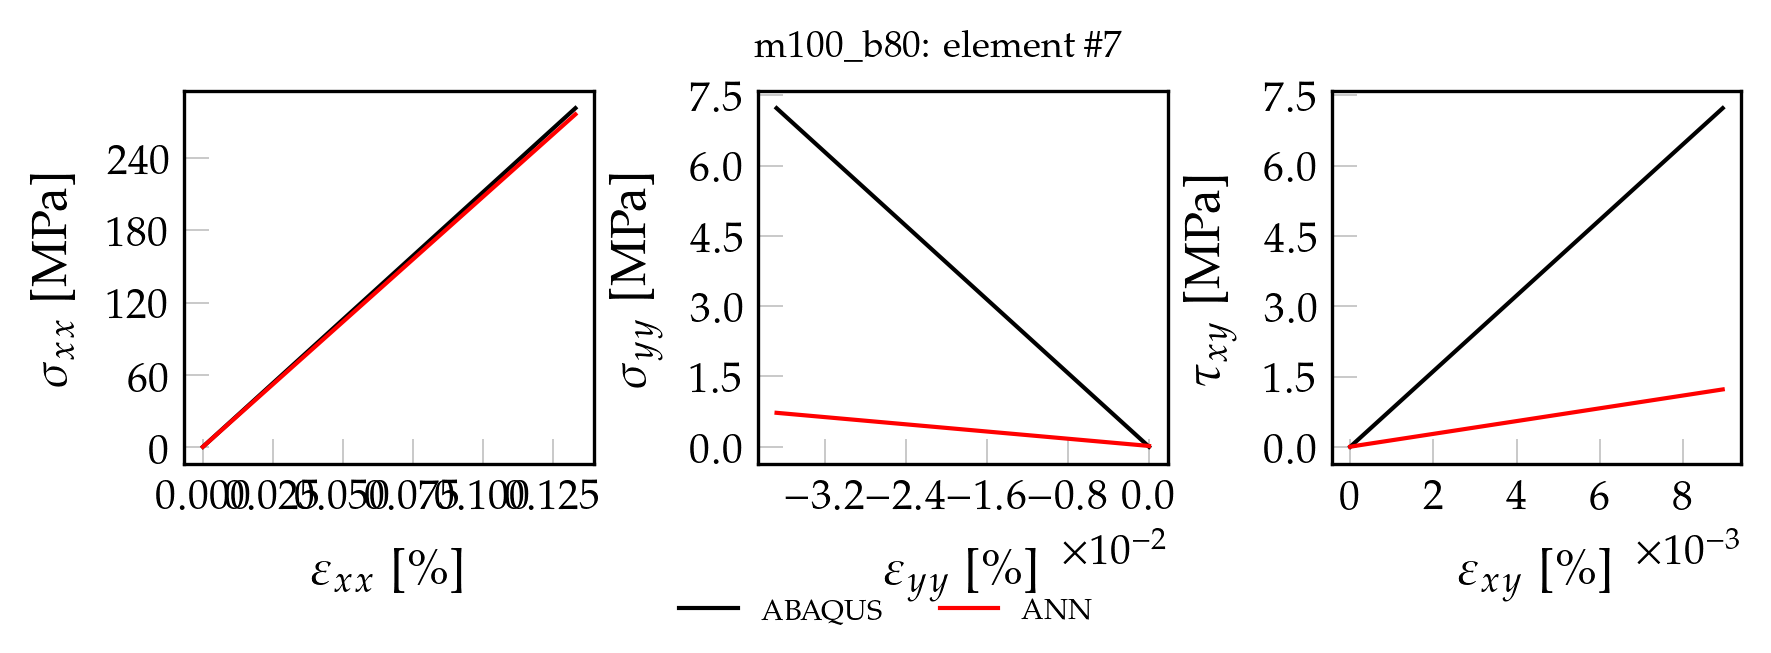 m100_b80: element #7
σxx [MPa]
240
180
120
60
0
0.000 0.025 0.050 0.075 0.100 0.125
εxx [%]
σyy [MPa]
7.5
6.0
4.5
3.0
1.5
0.0
−3.2 −2.4 −1.6 −0.8 0.0
×10−2
εyy [%]
τxy [MPa]
7.5
6.0
4.5
3.0
1.5
0.0
0 2 4 6 8
×10−3
εxy [%]
ABAQUS ANN